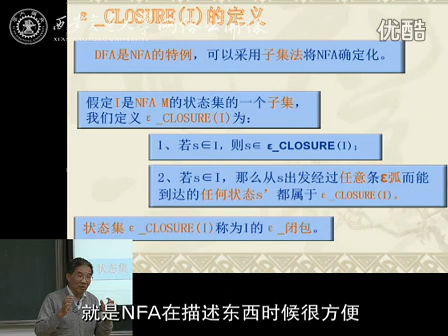 ε_CLOSURE(I)的定义
优酷
DFA是NFA的特例，可以采用子集法将NFA确定化。
假定I是NFA M的状态集的一个子集，
我们定义ε_CLOSURE(I)为：
1、若s∈I，则s∈ ε_CLOSURE(I)；
2、若s∈I，那么从s出发经过任意条ε弧而能
到达的任何状态s’都属于ε_CLOSURE(I)。
状态集ε_CLOSURE(I)称为I的ε_闭包。
状态集
就是NFA在描述东西时候很方便